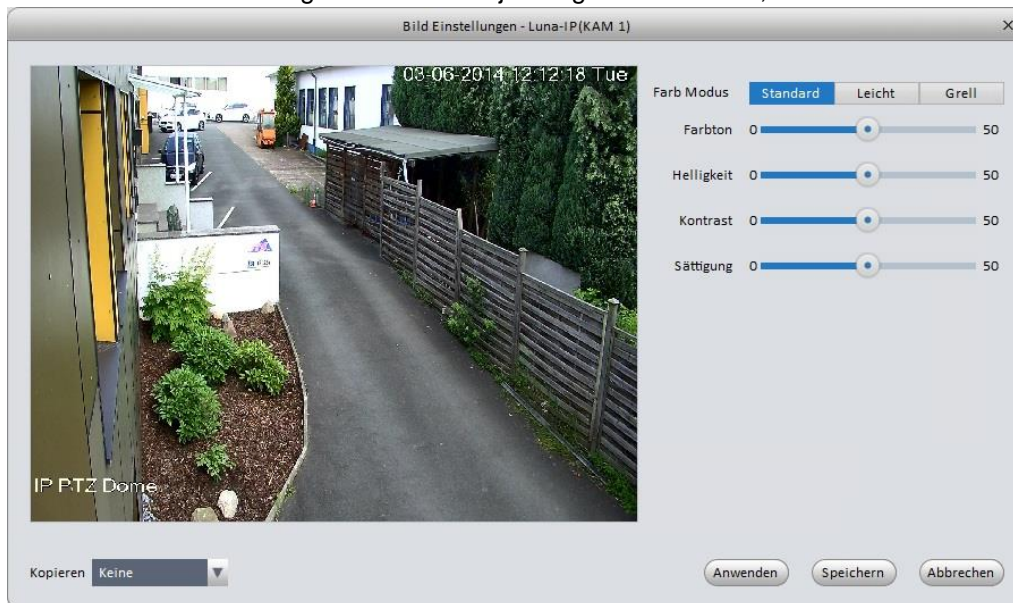 Bild Einstellungen - Luna-IP(KAM 1)
×
03-06-2014 12:12:18 Tue
IP PTZ Dome
Farb Modus Standard Leicht Grell
Farbton 0 50
Helligkeit 0 50
Kontrast 0 50
Sättigung 0 50
Kopieren Keine
Anwenden Speichern Abbrechen